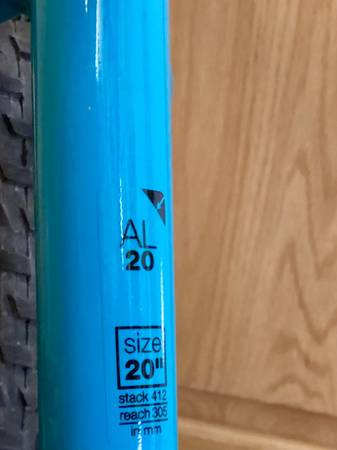 AL
20
size
20"
stack 412
reach 305
in mm